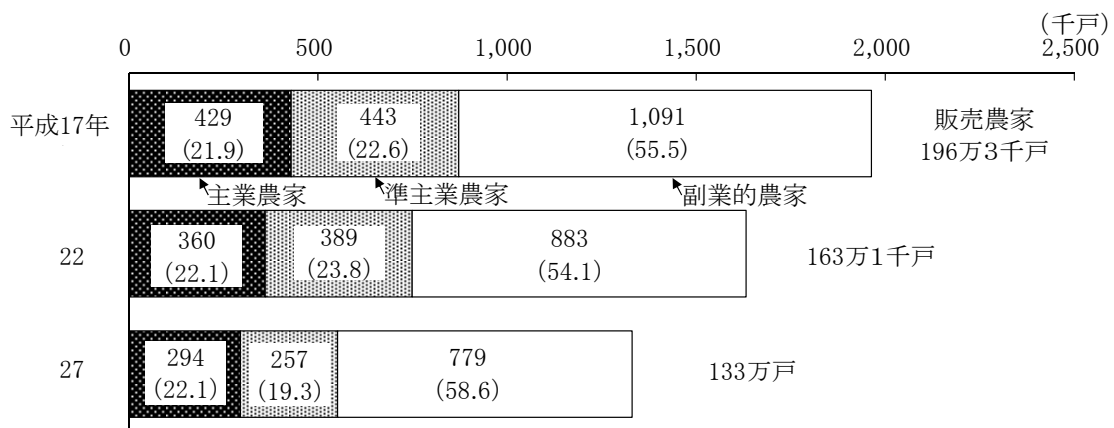 (千戸)
0 500 1,000 1,500 2,000 2,500
平成17年 429 443 1,091 販売農家
(21.9) (22.6) (55.5) 196万3千戸
主業農家 準主業農家 副業的農家
22 360 389 883 163万1千戸
(22.1) (23.8) (54.1)
27 294 257 779 133万戸
(22.1) (19.3) (58.6)